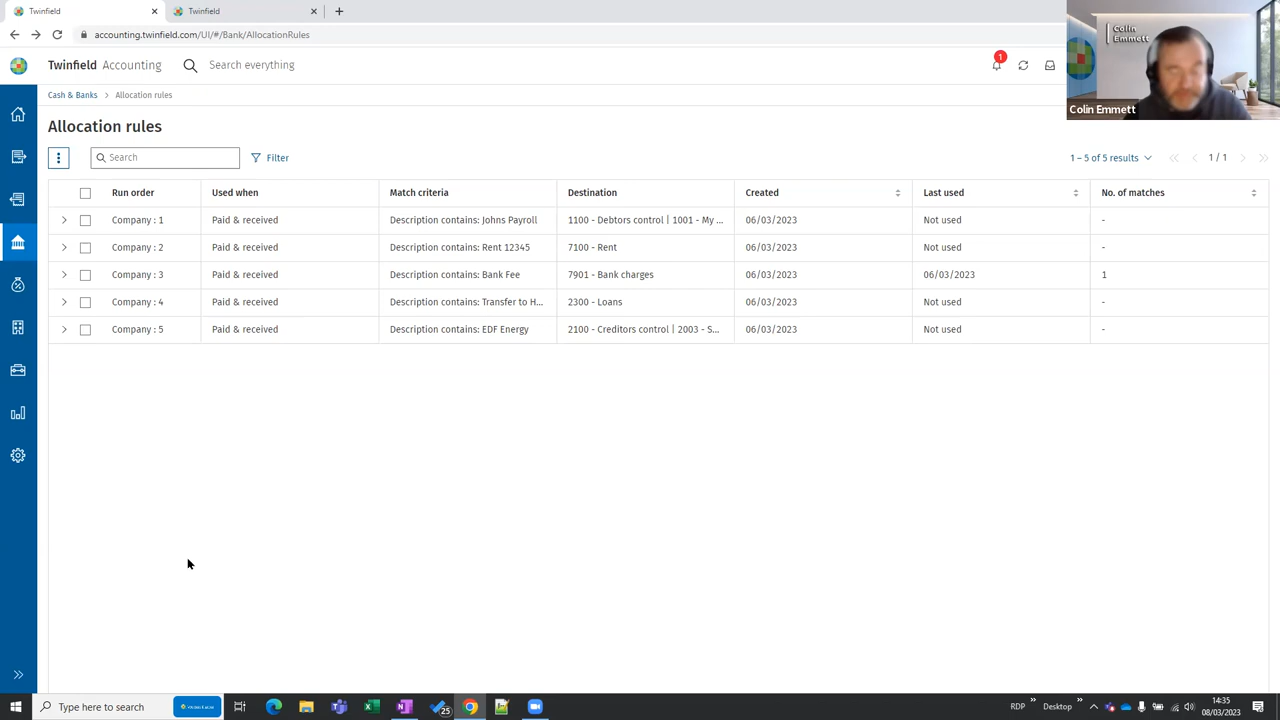 Twinfield
Twinfield
accounting.twinfield.com/UI/#/Bank/AllocationRules
Colin
Emmett
Colin Emmett
Twinfield Accounting
Search everything
1
Cash & Banks > Allocation rules
Allocation rules
Search
Filter
1 – 5 of 5 results
1 / 1
Run order Used when Match criteria Destination Created Last used No. of matches
Company : 1 Paid & received Description contains: Johns Payroll 1100 - Debtors control | 1001 - My ... 06/03/2023 Not used -
Company : 2 Paid & received Description contains: Rent 12345 7100 - Rent 06/03/2023 Not used -
Company : 3 Paid & received Description contains: Bank Fee 7901 - Bank charges 06/03/2023 06/03/2023 1
Company : 4 Paid & received Description contains: Transfer to H... 2300 - Loans 06/03/2023 Not used -
Company : 5 Paid & received Description contains: EDF Energy 2100 - Creditors control | 2003 - S... 06/03/2023 Not used -
Type here to search
25
RDP
Desktop
14:35
08/03/2023